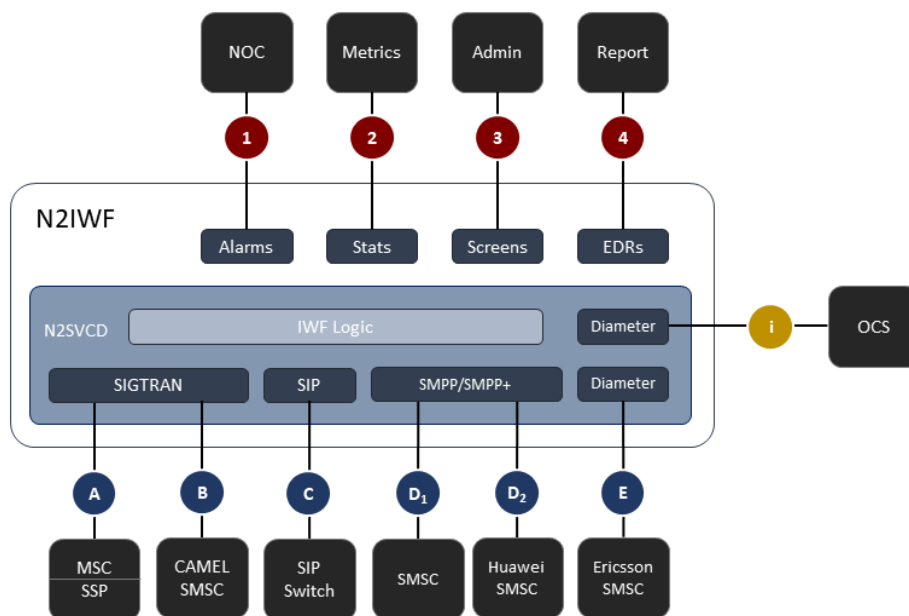 NOC Metrics Admin Report
1 2 3 4
N2IWF
Alarms Stats Screens EDRs
N2SVCD IWF Logic Diameter i OCS
SIGTRAN SIP SMPP/SMPP+ Diameter
A B C D1 D2 E
MSC CAMEL SIP SMSC Huawei Ericsson
SSP SMSC Switch SMSC SMSC